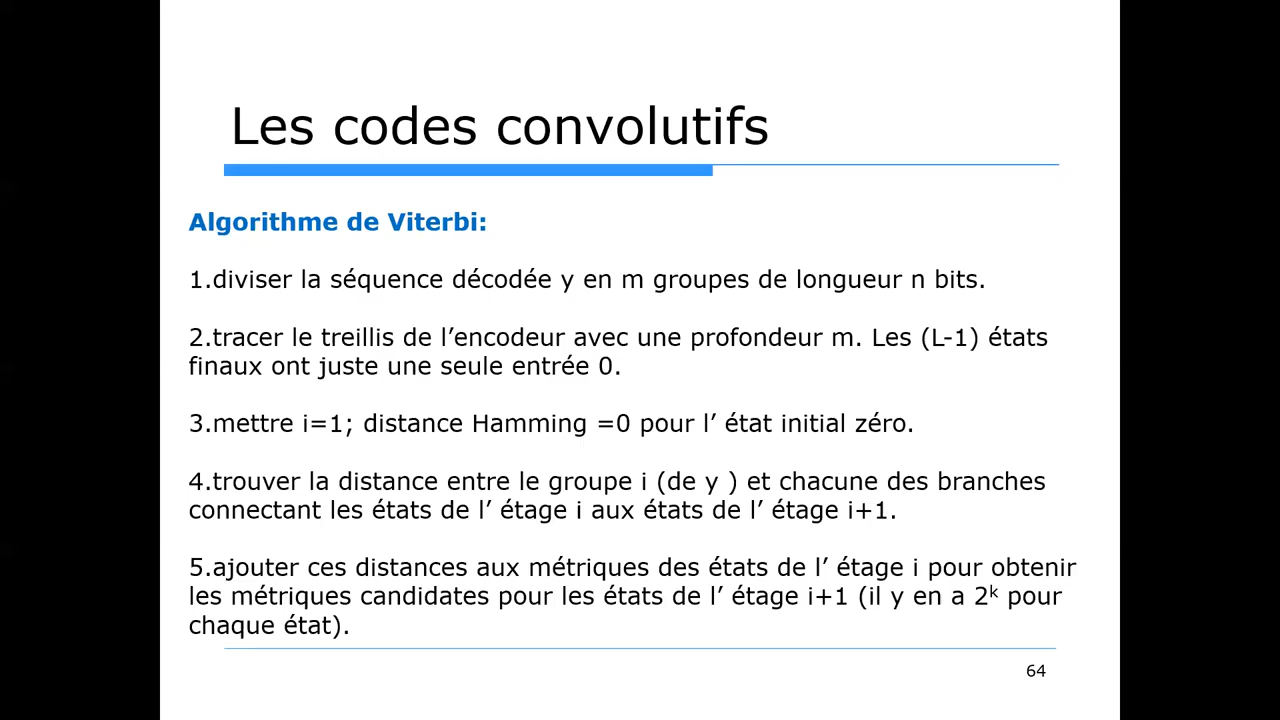 Les codes convolutifs
Algorithme de Viterbi:
1.diviser la séquence décodée y en m groupes de longueur n bits.
2.tracer le treillis de l’encodeur avec une profondeur m. Les (L-1) états
finaux ont juste une seule entrée 0.
3.mettre i=1; distance Hamming =0 pour l’ état initial zéro.
4.trouver la distance entre le groupe i (de y ) et chacune des branches
connectant les états de l’ étage i aux états de l’ étage i+1.
5.ajouter ces distances aux métriques des états de l’ étage i pour obtenir
les métriques candidates pour les états de l’ étage i+1 (il y en a 2ᵏ pour
chaque état).
64